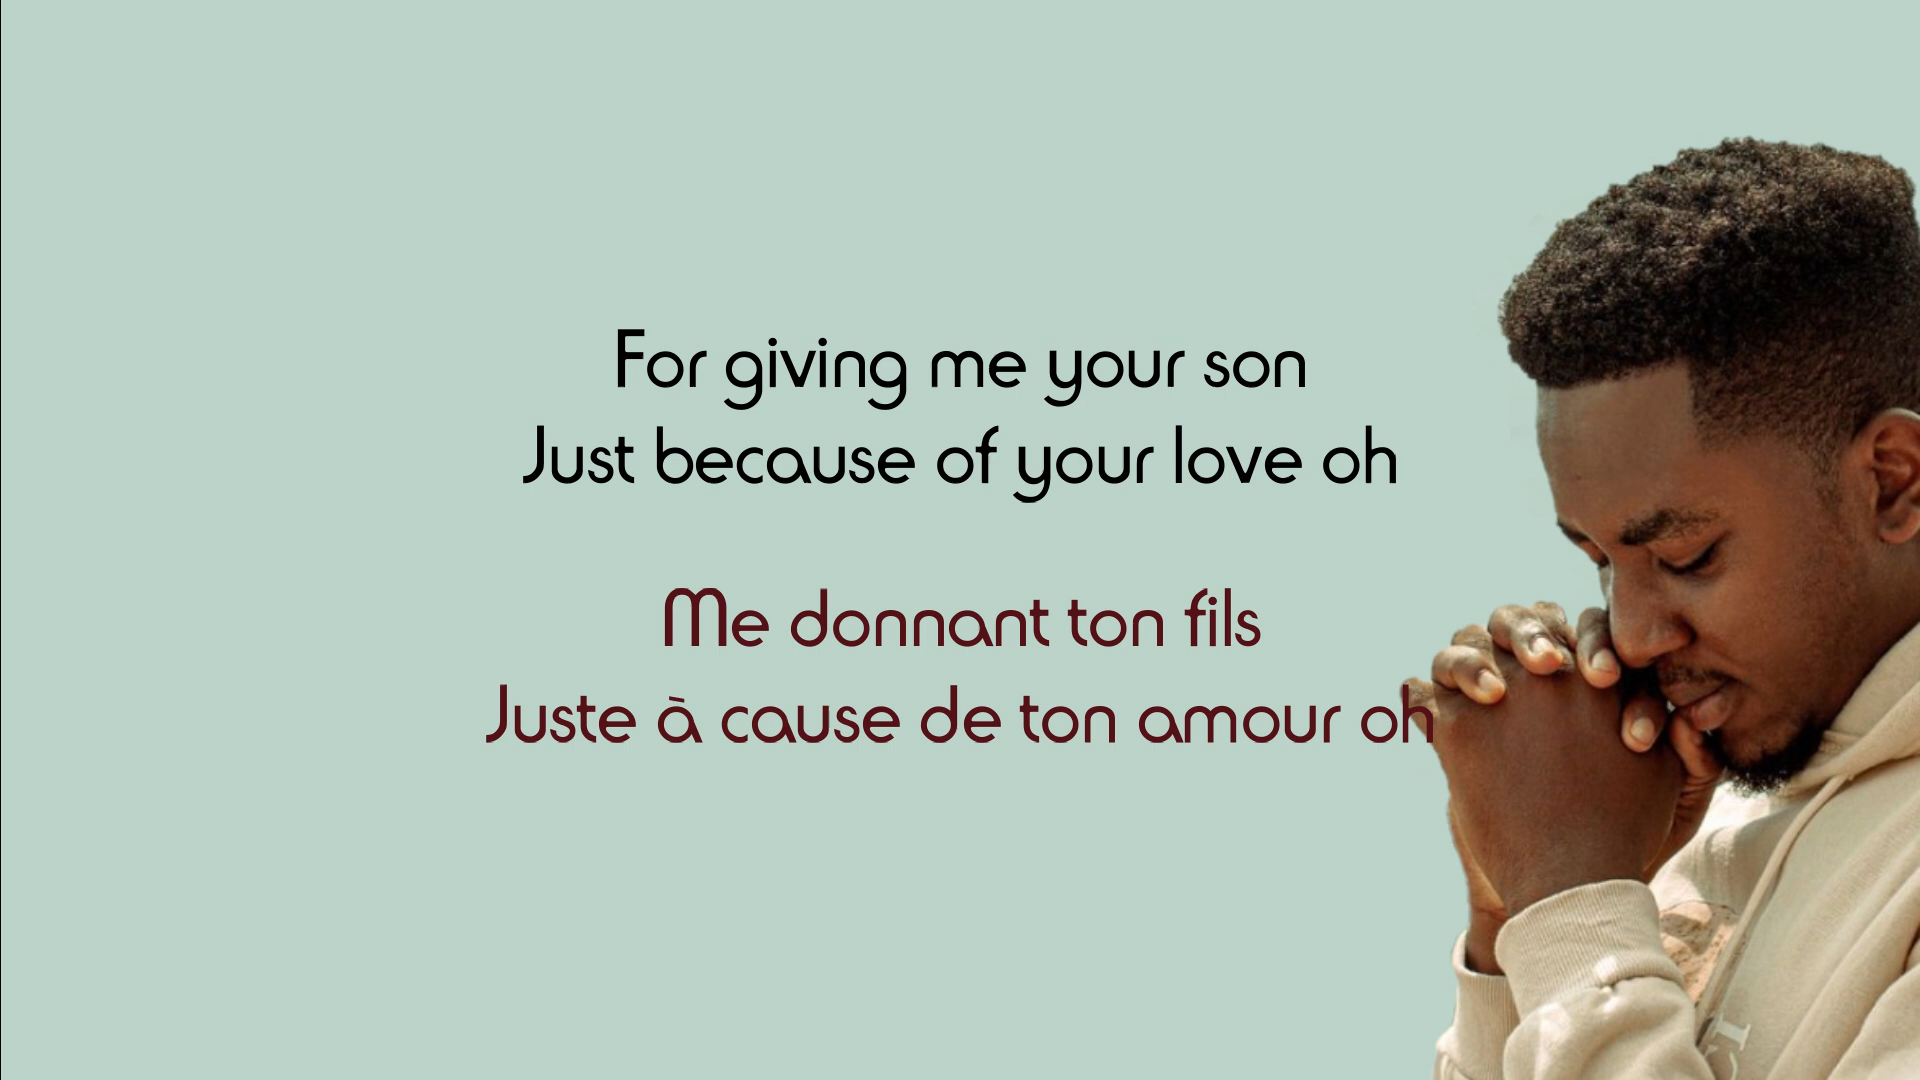 For giving me your son
Just because of your love oh
Me donnant ton fils
Juste à cause de ton amour oh